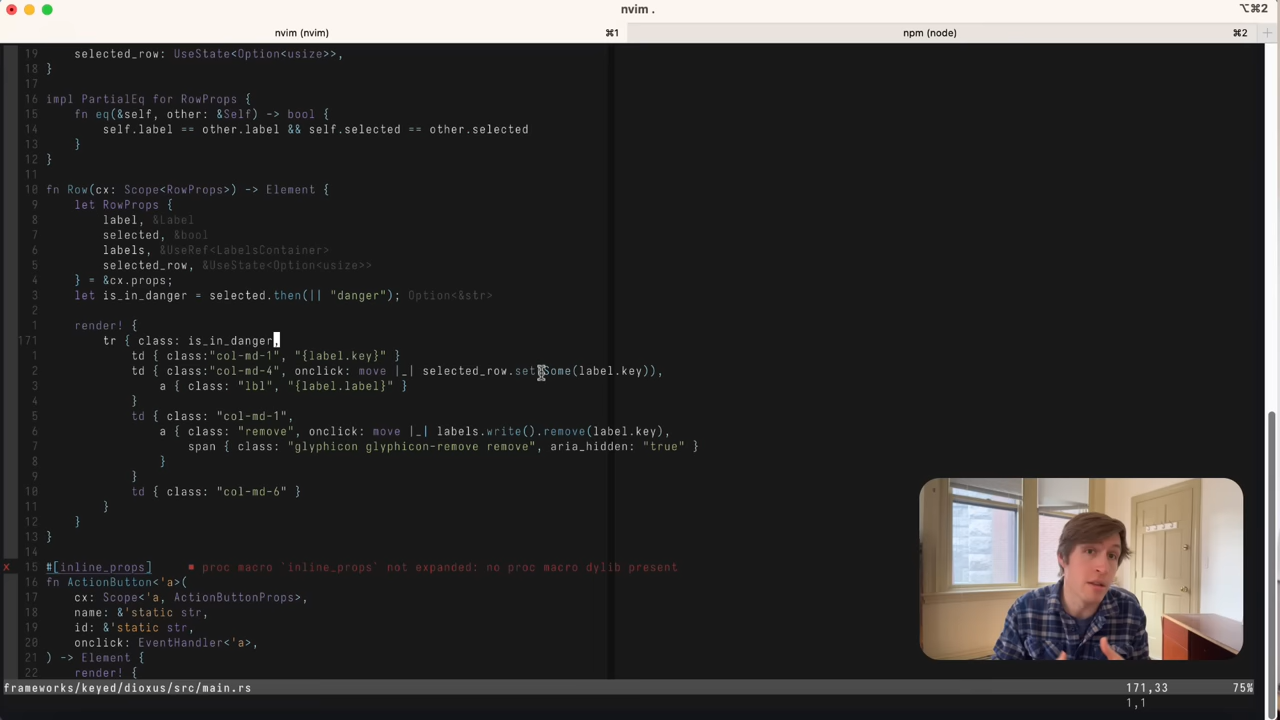 nvim .
⌥⌘2
nvim (nvim) ⌘1
npm (node) ⌘2
+
19 selected_row: UseState<Option<usize>>,
18 }
17
16 impl PartialEq for RowProps {
15 fn eq(&self, other: &Self) -> bool {
14 self.label == other.label && self.selected == other.selected
13 }
12 }
11
10 fn Row(cx: Scope<RowProps>) -> Element {
9 let RowProps {
8 label, &Label
7 selected, &bool
6 labels, &UseRef<LabelsContainer>
5 selected_row, &UseState<Option<usize>>
4 } = &cx.props;
3 let is_in_danger = selected.then(|| "danger"); Option<&str>
2
1 render! {
171 tr { class: is_in_danger,
1 td { class:"col-md-1", "{label.key}" }
2 td { class:"col-md-4", onclick: move |_| selected_row.set(Some(label.key)),
3 a { class: "lbl", "{label.label}" }
4 }
5 td { class: "col-md-1",
6 a { class: "remove", onclick: move |_| labels.write().remove(label.key),
7 span { class: "glyphicon glyphicon-remove remove", aria_hidden: "true" }
8 }
9 }
10 td { class: "col-md-6" }
11 }
12 }
13 }
14
x 15 #[inline_props] ■ proc macro `inline_props` not expanded: no proc macro dylib present
16 fn ActionButton<'a>(
17 cx: Scope<'a, ActionButtonProps>,
18 name: &'static str,
19 id: &'static str,
20 onclick: EventHandler<'a>,
21 ) -> Element {
22 render! {
frameworks/keyed/dioxus/src/main.rs 171,33 75%
1,1